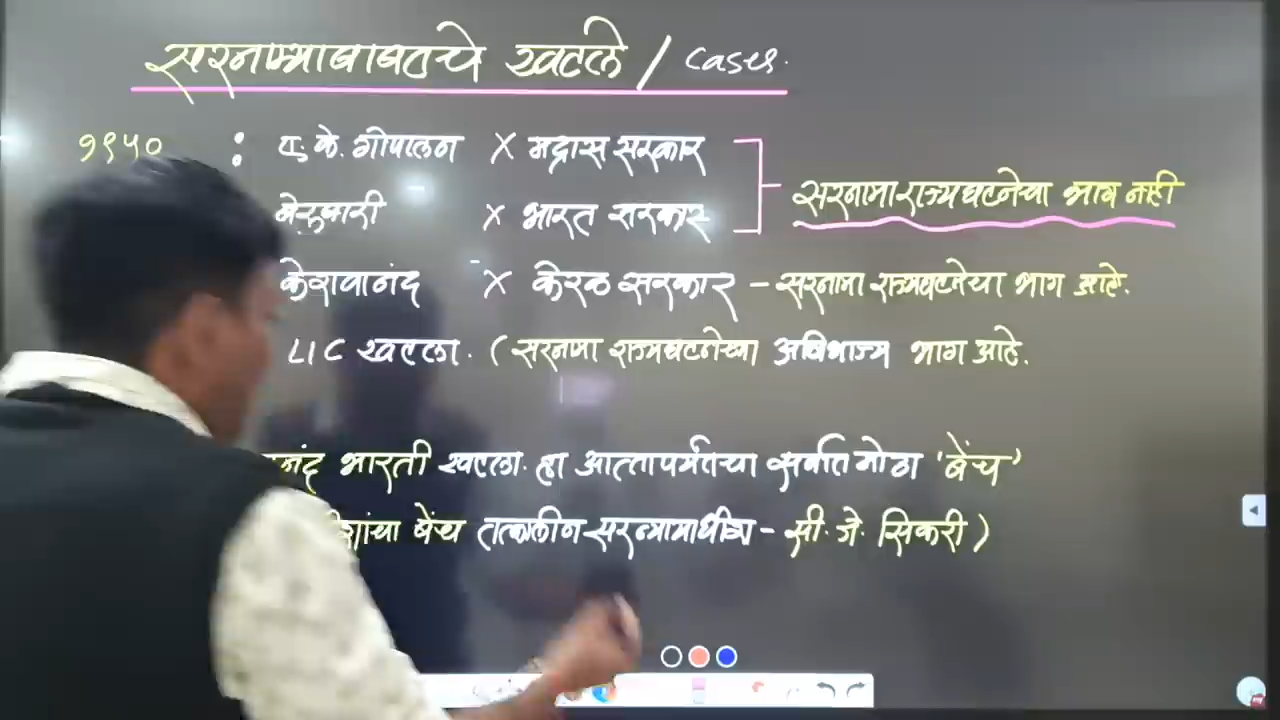 सरनाम्याबाबतचे खटले / Cases.
१९५० : ए. के. गोपालन X मद्रास सरकार
बेरुबारी X भारत सरकार
सरनामा राज्यघटनेचा भाग नाही
केशवानंद X केरळ सरकार - सरनामा राज्यघटनेचा भाग आहे.
LIC खटला. (सरनामा राज्यघटनेचा अविभाज्य भाग आहे.
भारती खटला. हा आत्तापर्यंतचा सर्वात मोठा 'बेंच'
बेंच तत्कालीन सरन्यायाधीश - सी. जे. सिकरी)